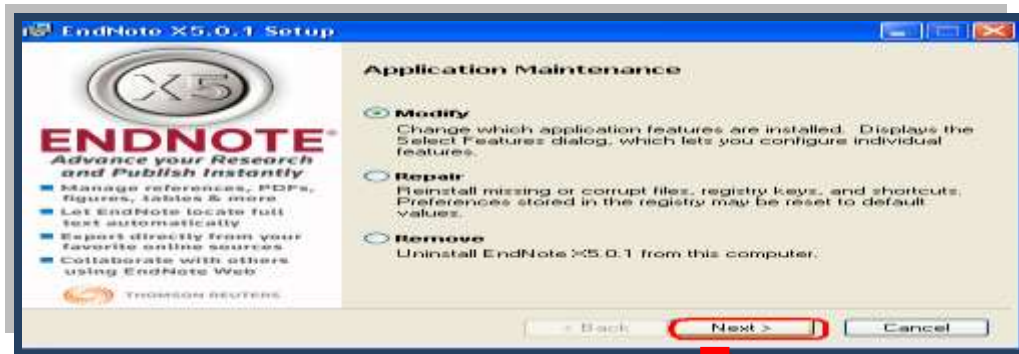 EndNote X5.0.1 Setup
X5
ENDNOTE
Advance your Research
and Publish Instantly
Manage references, PDFs,
figures, tables & more
Let EndNote locate full
text automatically
Export directly from your
favorite online sources
Collaborate with others
using EndNote Web
THOMSON REUTERS
Application Maintenance
Modify
Change which application features are installed. Displays the
Select Features dialog, which lets you configure individual
features.
Repair
Reinstall missing or corrupt files, registry keys, and shortcuts.
Preferences stored in the registry may be reset to default
values.
Remove
Uninstall EndNote X5.0.1 from this computer.
< Back
Next >
Cancel